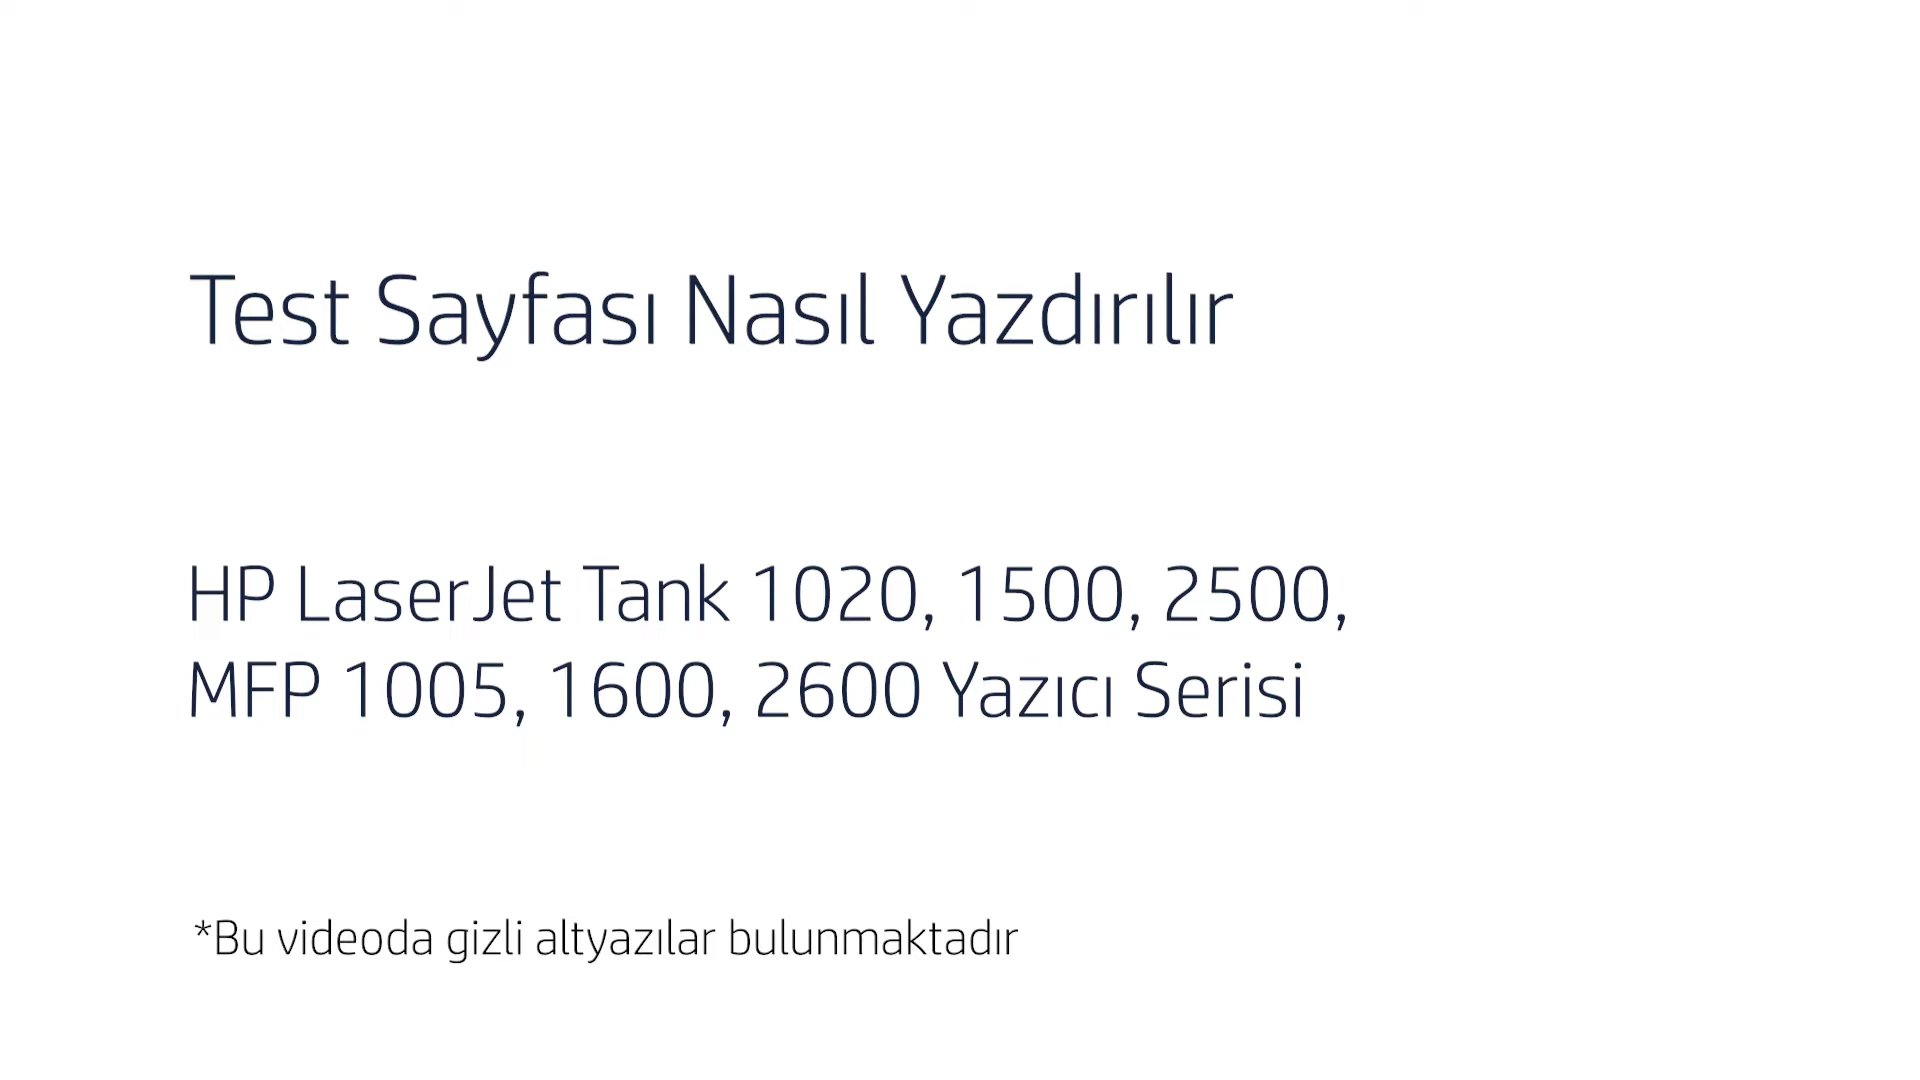 Test Sayfası Nasıl Yazdırılır
HP LaserJet Tank 1020, 1500, 2500,
MFP 1005, 1600, 2600 Yazıcı Serisi
*Bu videoda gizli altyazılar bulunmaktadır